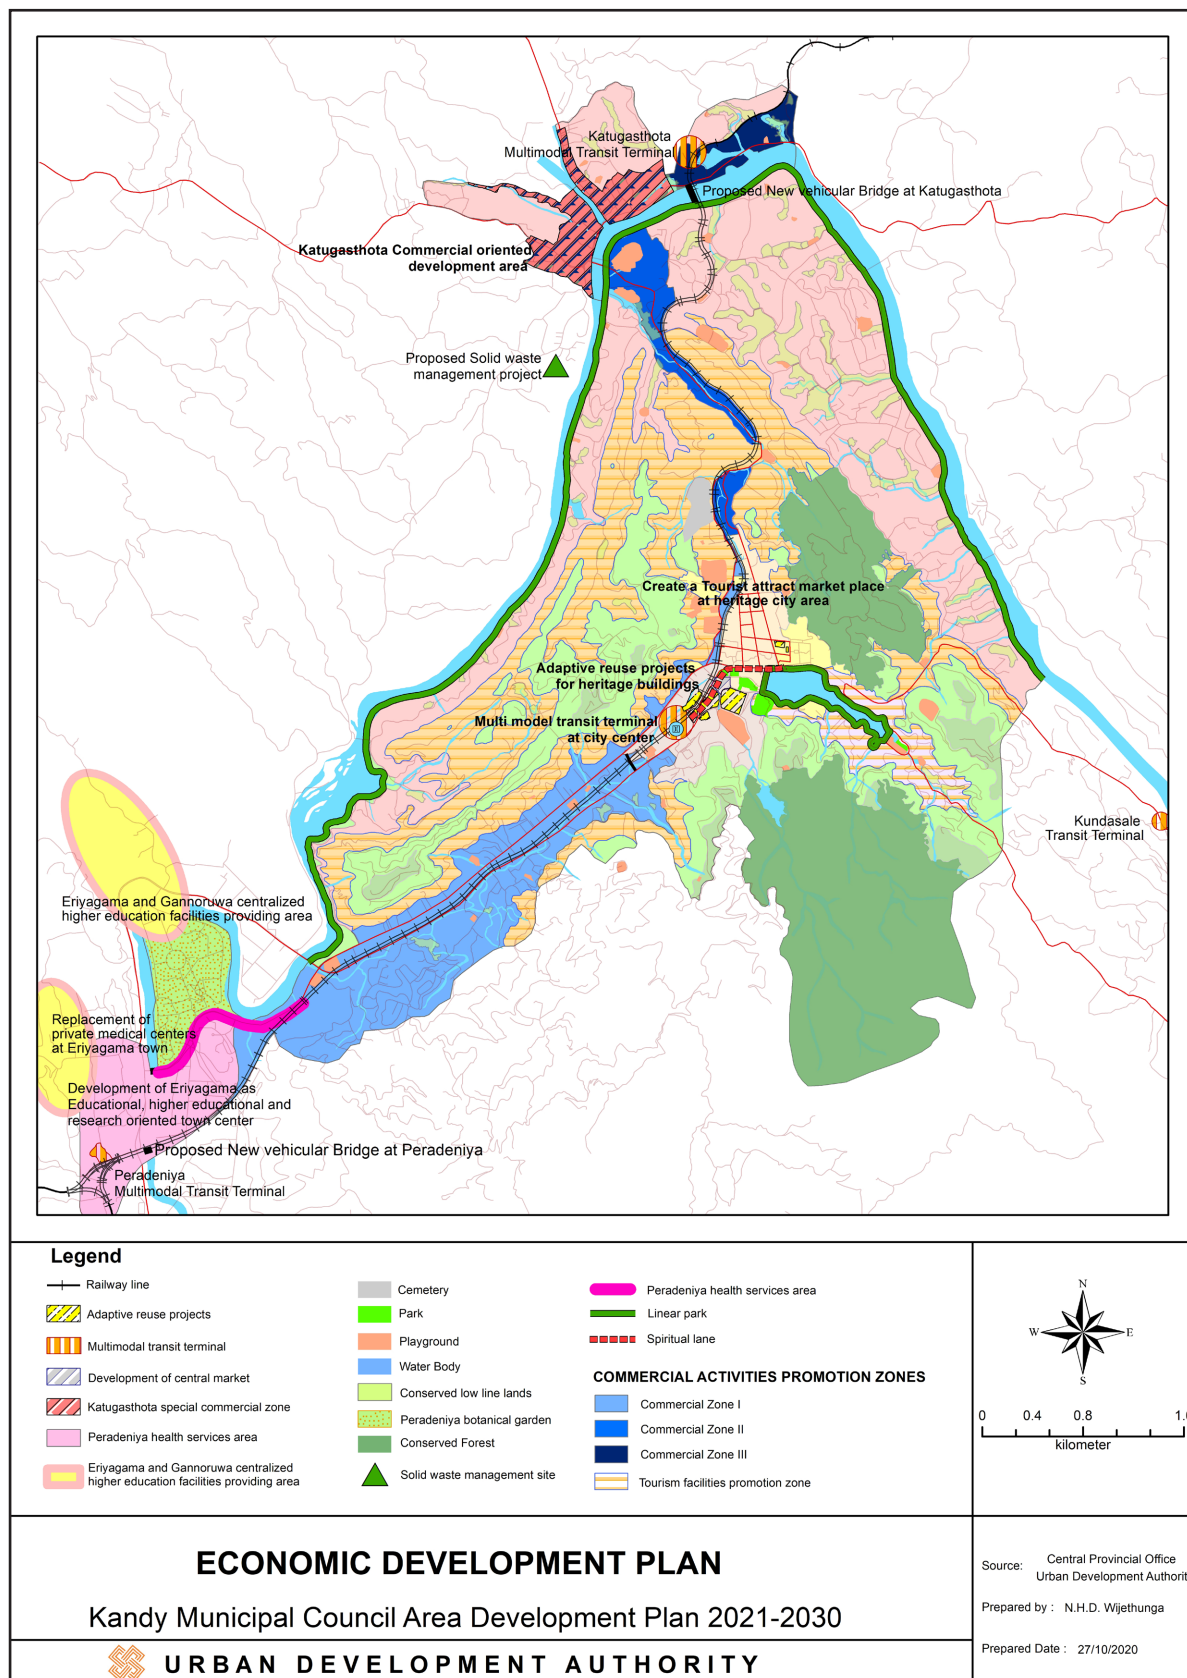 Katugasthota
Multimodal Transit Terminal
Proposed New vehicular Bridge at Katugasthota
Katugasthota Commercial oriented
development area
Proposed Solid waste
management project
Create a Tourist attract market place
at heritage city area
Adaptive reuse projects
for heritage buildings
Multi model transit terminal
at city center
Kundasale
Transit Terminal
Eriyagama and Gannoruwa centralized
higher education facilities providing area
Replacement of
private medical centers
at Eriyagama town
Development of Eriyagama as
Educational, higher educational and
research oriented town center
Proposed New vehicular Bridge at Peradeniya
Peradeniya
Multimodal Transit Terminal
Legend
Railway line
Adaptive reuse projects
Multimodal transit terminal
Development of central market
Katugasthota special commercial zone
Peradeniya health services area
Eriyagama and Gannoruwa centralized
higher education facilities providing area
Cemetery
Park
Playground
Water Body
Conserved low line lands
Peradeniya botanical garden
Conserved Forest
Solid waste management site
Peradeniya health services area
Linear park
Spiritual lane
COMMERCIAL ACTIVITIES PROMOTION ZONES
Commercial Zone I
Commercial Zone II
Commercial Zone III
Tourism facilities promotion zone
N
W E
S
0 0.4 0.8 1.
kilometer
ECONOMIC DEVELOPMENT PLAN
Kandy Municipal Council Area Development Plan 2021-2030
URBAN DEVELOPMENT AUTHORITY
Source: Central Provincial Office
Urban Development Authorit
Prepared by : N.H.D. Wijethunga
Prepared Date : 27/10/2020